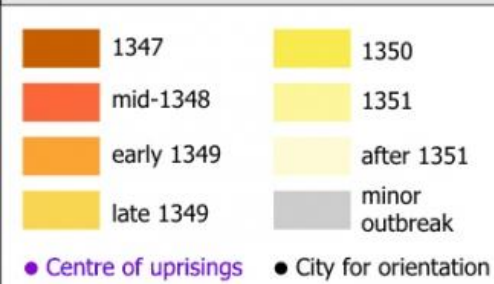 1347
mid-1348
early 1349
late 1349
1350
1351
after 1351
minor
outbreak
Centre of uprisings
City for orientation